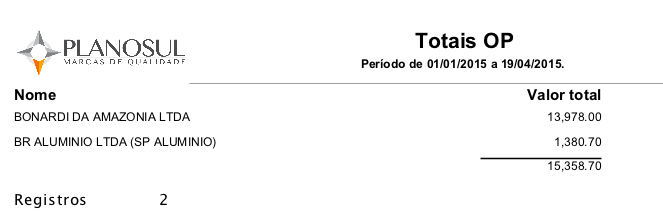 PLANOSUL
MARCAS DE QUALIDADE
Totais OP
Período de 01/01/2015 a 19/04/2015.
Nome Valor total
BONARDI DA AMAZONIA LTDA 13,978.00
BR ALUMINIO LTDA (SP ALUMINIO) 1,380.70
15,358.70
Registros 2